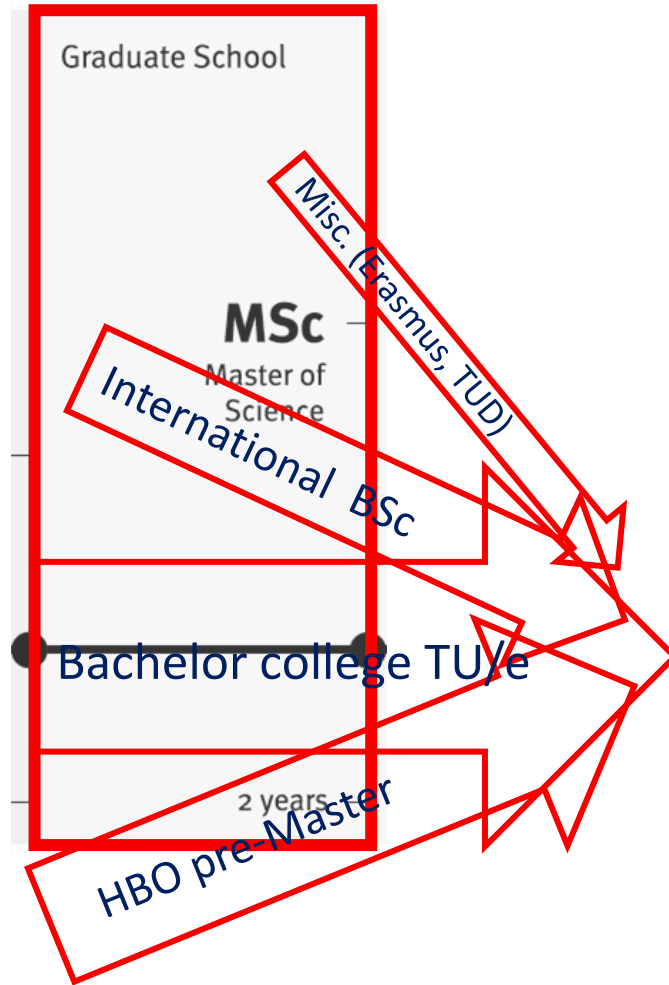 Graduate School
Misc. (Erasmus, TUD)
MSc
Master of
Science
International BSc
Bachelor college TU/e
2 years
HBO pre-Master